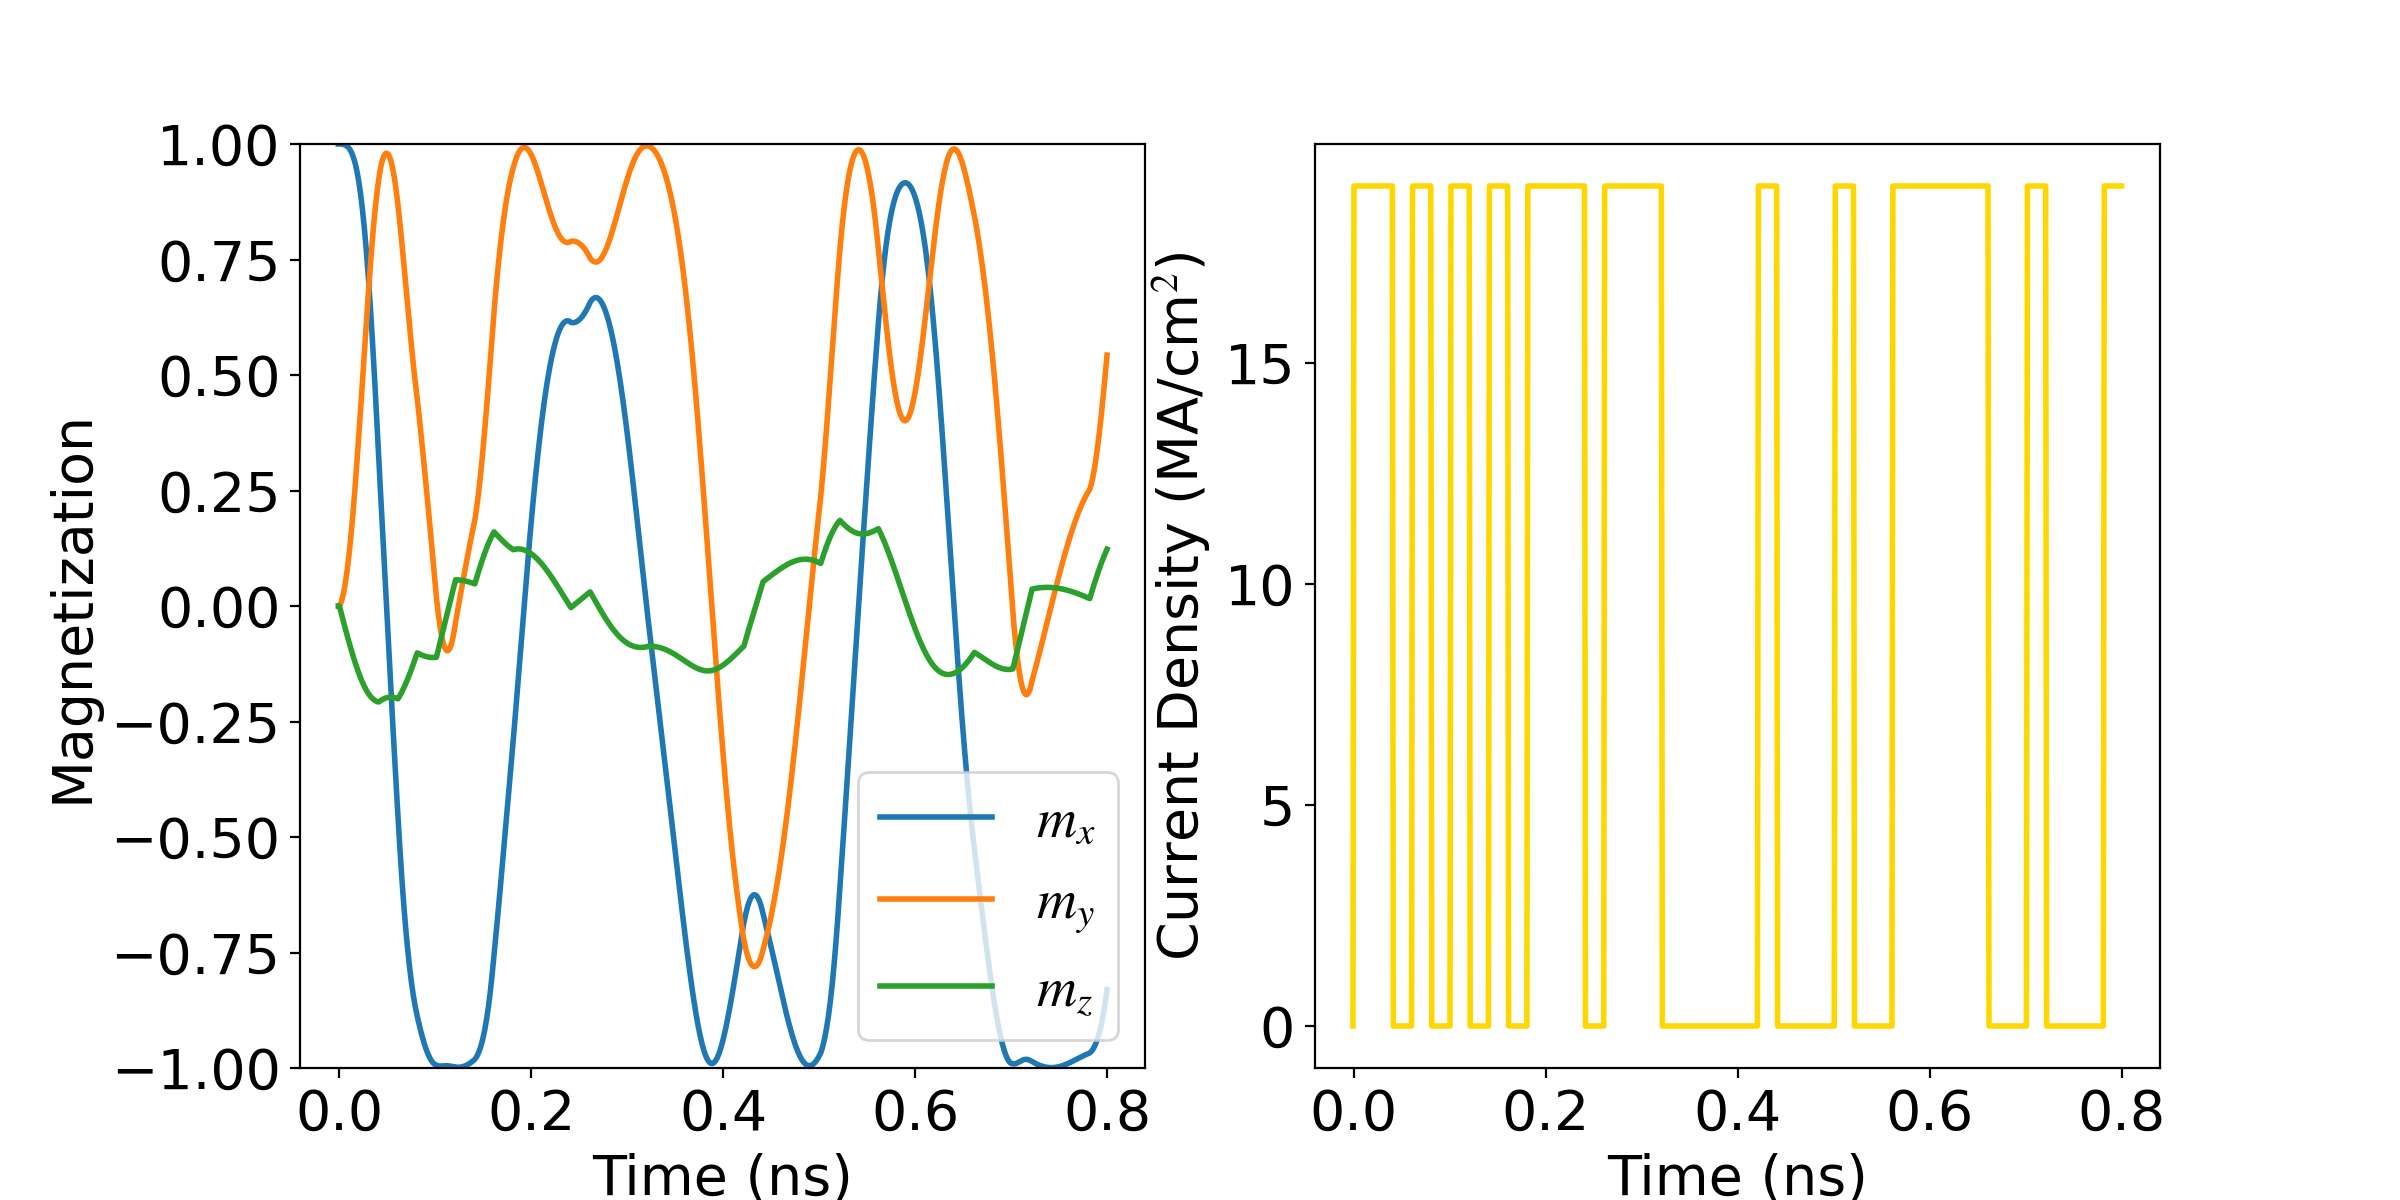 1.00
0.75
0.50
0.25
0.00
−0.25
−0.50
−0.75
−1.00
Magnetization
0.0 0.2 0.4 0.6 0.8
Time (ns)
m_x
m_y
m_z
15
10
5
0
Current Density (MA/cm²)
0.0 0.2 0.4 0.6 0.8
Time (ns)